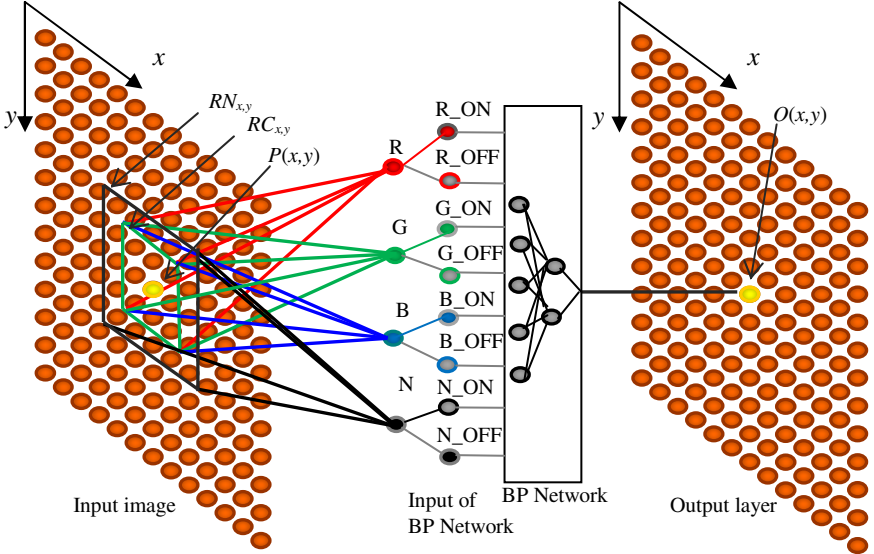 x
y
RNx,y
RCx,y
P(x,y)
R
G
B
N
R_ON
R_OFF
G_ON
G_OFF
B_ON
B_OFF
N_ON
N_OFF
x
y
O(x,y)
Input image
Input of
BP Network
BP Network
Output layer